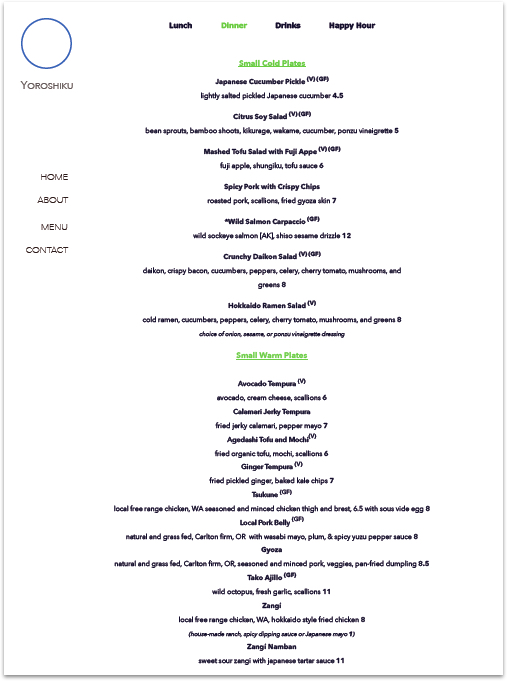 Lunch Dinner Drinks Happy Hour
YOROSHIKU
HOME
ABOUT
MENU
CONTACT
Small Cold Plates
Japanese Cucumber Pickle (V)(GF)
lightly salted pickled Japanese cucumber 4.5
Citrus Soy Salad (V)(GF)
bean sprouts, bamboo shoots, kikurage, wakame, cucumber, ponzu vinaigrette 5
Mashed Tofu Salad with Fuji Appe (V)(GF)
fuji apple, shungiku, tofu sauce 6
Spicy Pork with Crispy Chips
roasted pork, scallions, fried gyoza skin 7
*Wild Salmon Carpaccio (GF)
wild sockeye salmon [AK], shiso sesame drizzle 12
Crunchy Daikon Salad (V)(GF)
daikon, crispy bacon, cucumbers, peppers, celery, cherry tomato, mushrooms, and
greens 8
Hokkaido Ramen Salad (V)
cold ramen, cucumbers, peppers, celery, cherry tomato, mushrooms, and greens 8
choice of onion, sesame, or ponzu vinaigrette dressing
Small Warm Plates
Avocado Tempura (V)
avocado, cream cheese, scallions 6
Calamari Jerky Tempura
fried jerky calamari, pepper mayo 7
Agedashi Tofu and Mochi(V)
fried organic tofu, mochi, scallions 6
Ginger Tempura (V)
fried pickled ginger, baked kale chips 7
Tsukune (GF)
local free range chicken, WA seasoned and minced chicken thigh and brest, 6.5 with sous vide egg 8
Local Pork Belly (GF)
natural and grass fed, Carlton firm, OR with wasabi mayo, plum, & spicy yuzu pepper sauce 8
Gyoza
natural and grass fed, Carlton firm, OR, seasoned and minced pork, veggies, pan-fried dumpling 8.5
Tako Ajillo (GF)
wild octopus, fresh garlic, scallions 11
Zangi
local free range chicken, WA, hokkaido style fried chicken 8
(house-made ranch, spicy dipping sauce or Japanese mayo 1)
Zangi Namban
sweet sour zangi with japanese tartar sauce 11